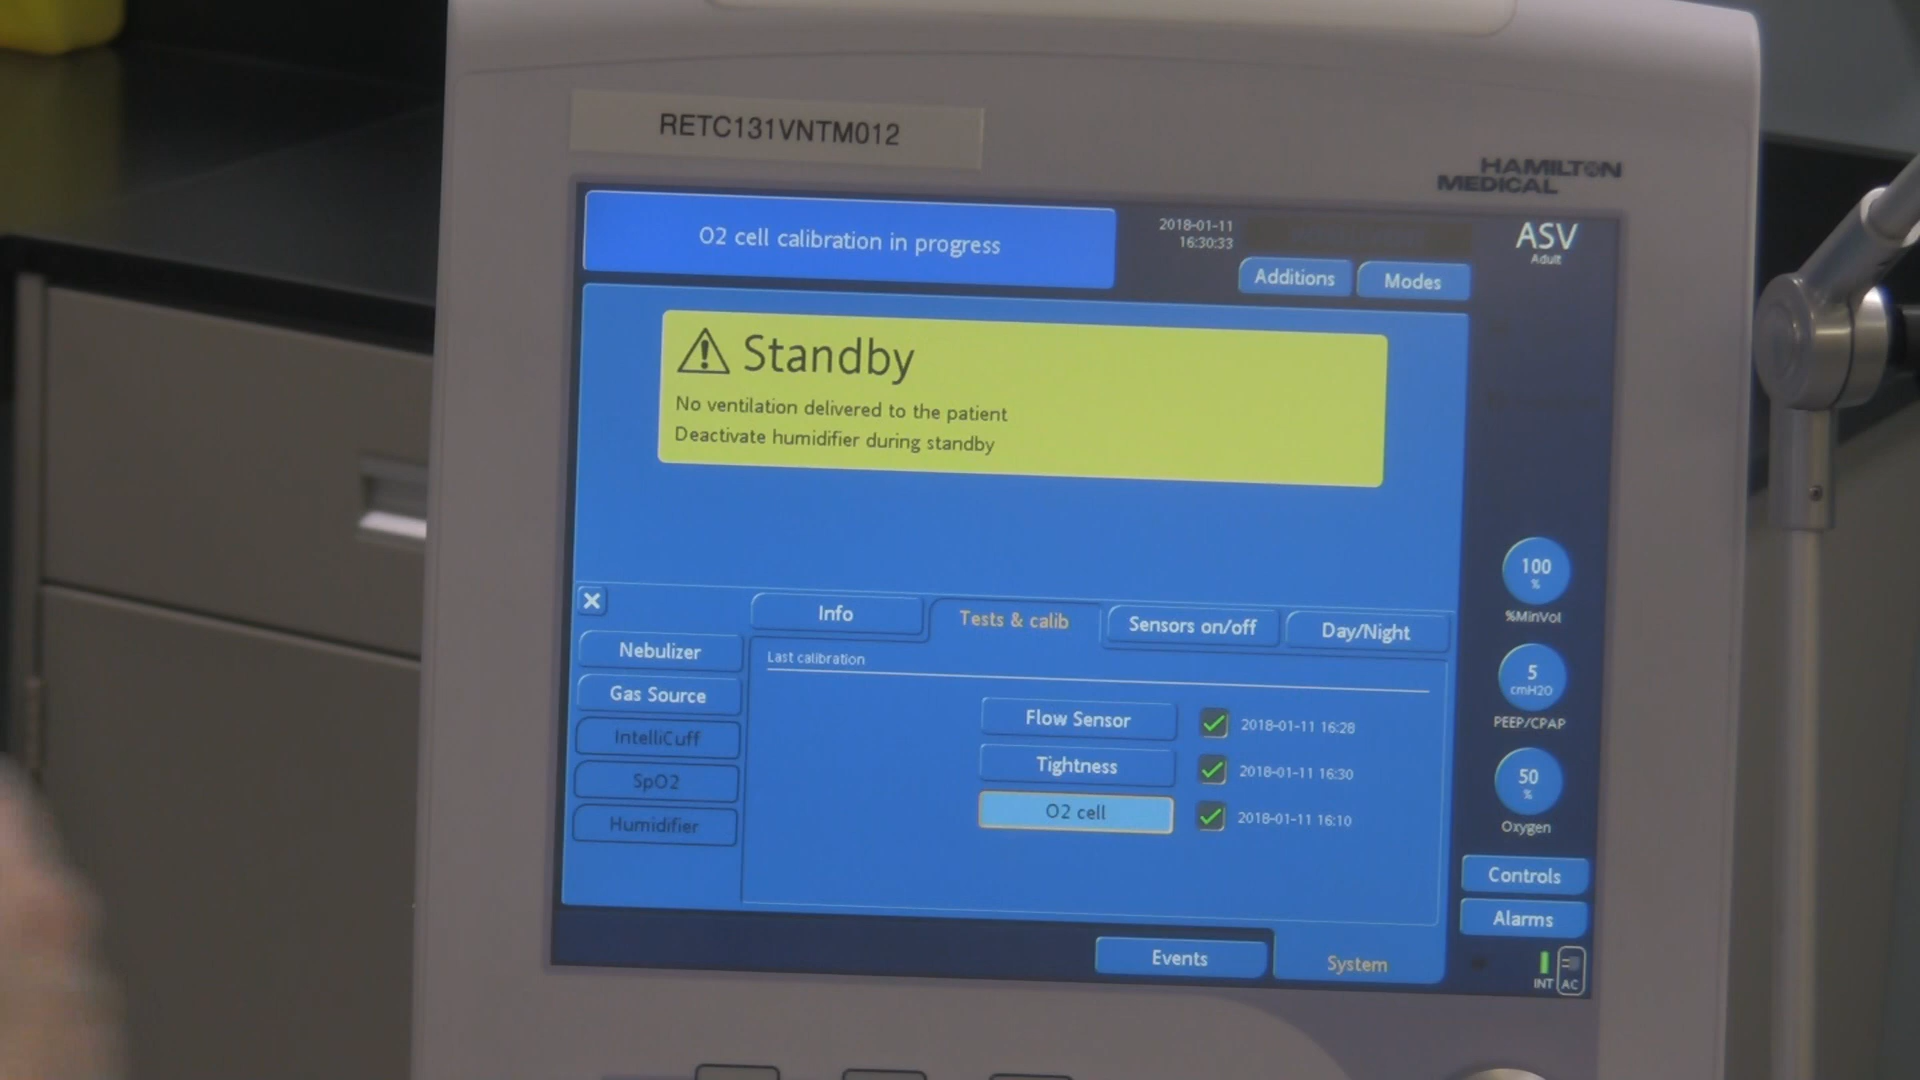 RETC131VNTM012
HAMILTON
MEDICAL
O2 cell calibration in progress
2018-01-11
16:30:33
ASV
Adult
Additions
Modes
Standby
No ventilation delivered to the patient
Deactivate humidifier during standby
100
%
%MinVol
5
cmH2O
PEEP/CPAP
50
%
Oxygen
X
Info
Tests & calib
Sensors on/off
Day/Night
Nebulizer
Gas Source
IntelliCuff
SpO2
Humidifier
Last calibration
Flow Sensor
2018-01-11 16:28
Tightness
2018-01-11 16:30
O2 cell
2018-01-11 16:10
Controls
Alarms
Events
System
INT
AC